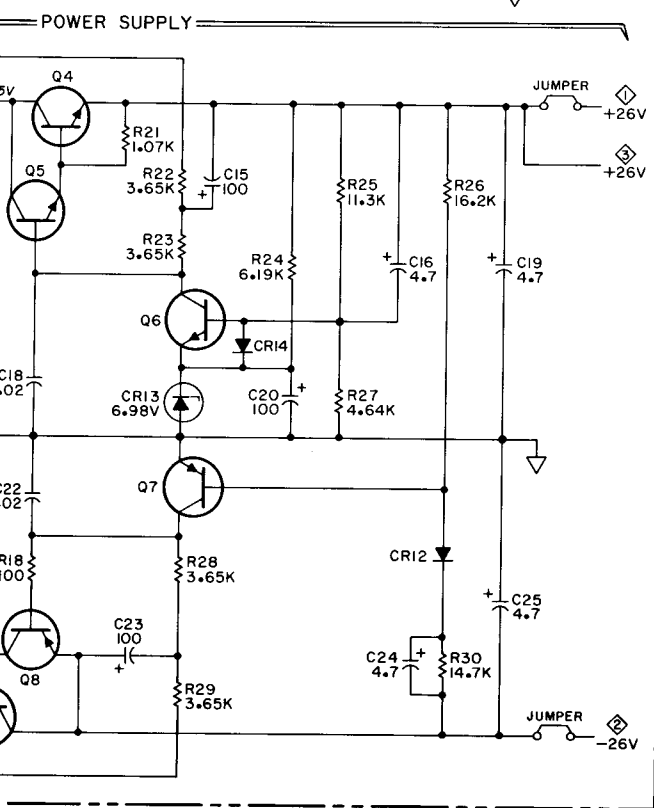 POWER SUPPLY
Q4
5V
JUMPER
1
+26V
R21
1.07K
3
+26V
Q5
R22
3.65K
C15
+ 100
R25
11.3K
R26
16.2K
R23
3.65K
R24
6.19K
+ C16
4.7
+ C19
4.7
Q6
CR14
C18
.02
CR13
6.98V
C20 +
100
R27
4.64K
Q7
C22
.02
CR12
R18
100
R28
3.65K
+ C25
4.7
C23
100
+
C24 +
4.7
R30
14.7K
Q8
R29
3.65K
JUMPER
2
-26V